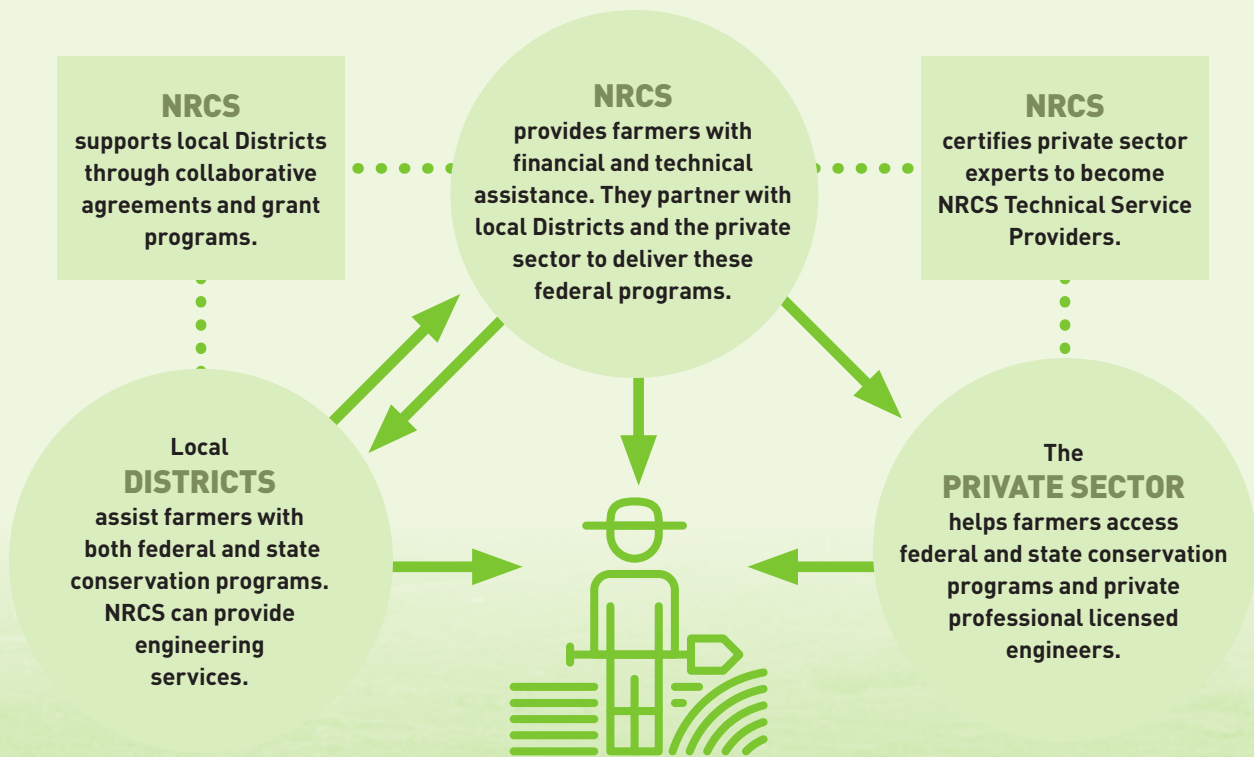 NRCS
supports local Districts
through collaborative
agreements and grant
programs.
NRCS
provides farmers with
financial and technical
assistance. They partner with
local Districts and the private
sector to deliver these
federal programs.
NRCS
certifies private sector
experts to become
NRCS Technical Service
Providers.
Local
DISTRICTS
assist farmers with
both federal and state
conservation programs.
NRCS can provide
engineering
services.
The
PRIVATE SECTOR
helps farmers access
federal and state conservation
programs and private
professional licensed
engineers.